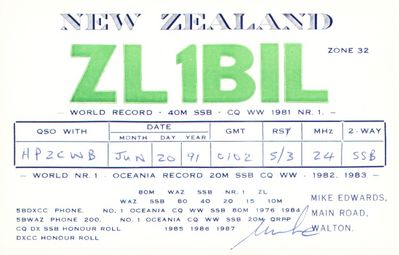 NEW ZEALAND
ZONE 32
ZL1BIL
WORLD RECORD - 40M SSB - CQ WW 1981 NR. 1.
QSO WITH DATE GMT RST MHz 2-WAY
MONTH DAY YEAR
HP2CWB JUN 20 91 0102 5/3 24 SSB
WORLD NR. 1 - OCEANIA RECORD 20M SSB CQ WW - 1982. 1983.
80M WAZ SSB NR. 1 ZL
WAZ SSB 80 40 20 15 10M
5BDXCC PHONE. NO. 1 OCEANIA CQ WW SSB 80M 1976 1984
5BWAZ PHONE 200. NO. 1 OCEANIA CQ WW SSB 20M QRPP
CQ DX SSB HONOUR ROLL 1985 1986 1987
DXCC HONOUR ROLL
MIKE EDWARDS,
MAIN ROAD,
WALTON.